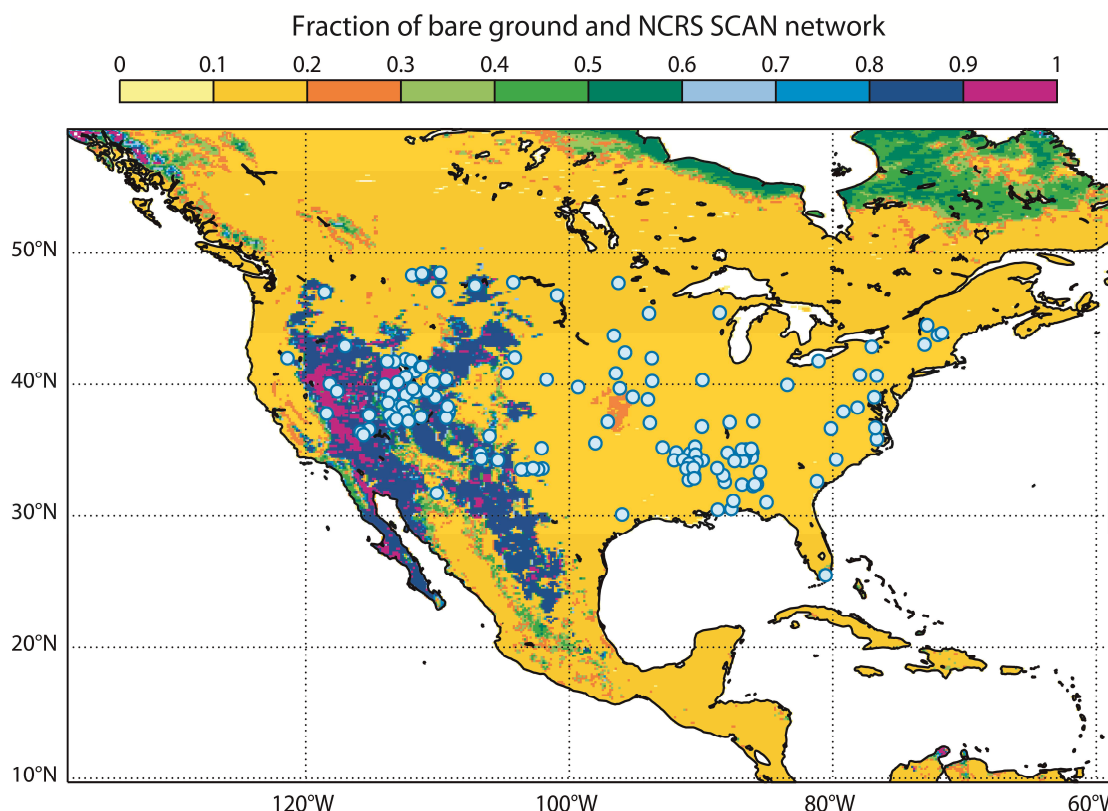 Fraction of bare ground and NCRS SCAN network
0 0.1 0.2 0.3 0.4 0.5 0.6 0.7 0.8 0.9 1
50°N
40°N
30°N
20°N
10°N
120°W 100°W 80°W 60°W